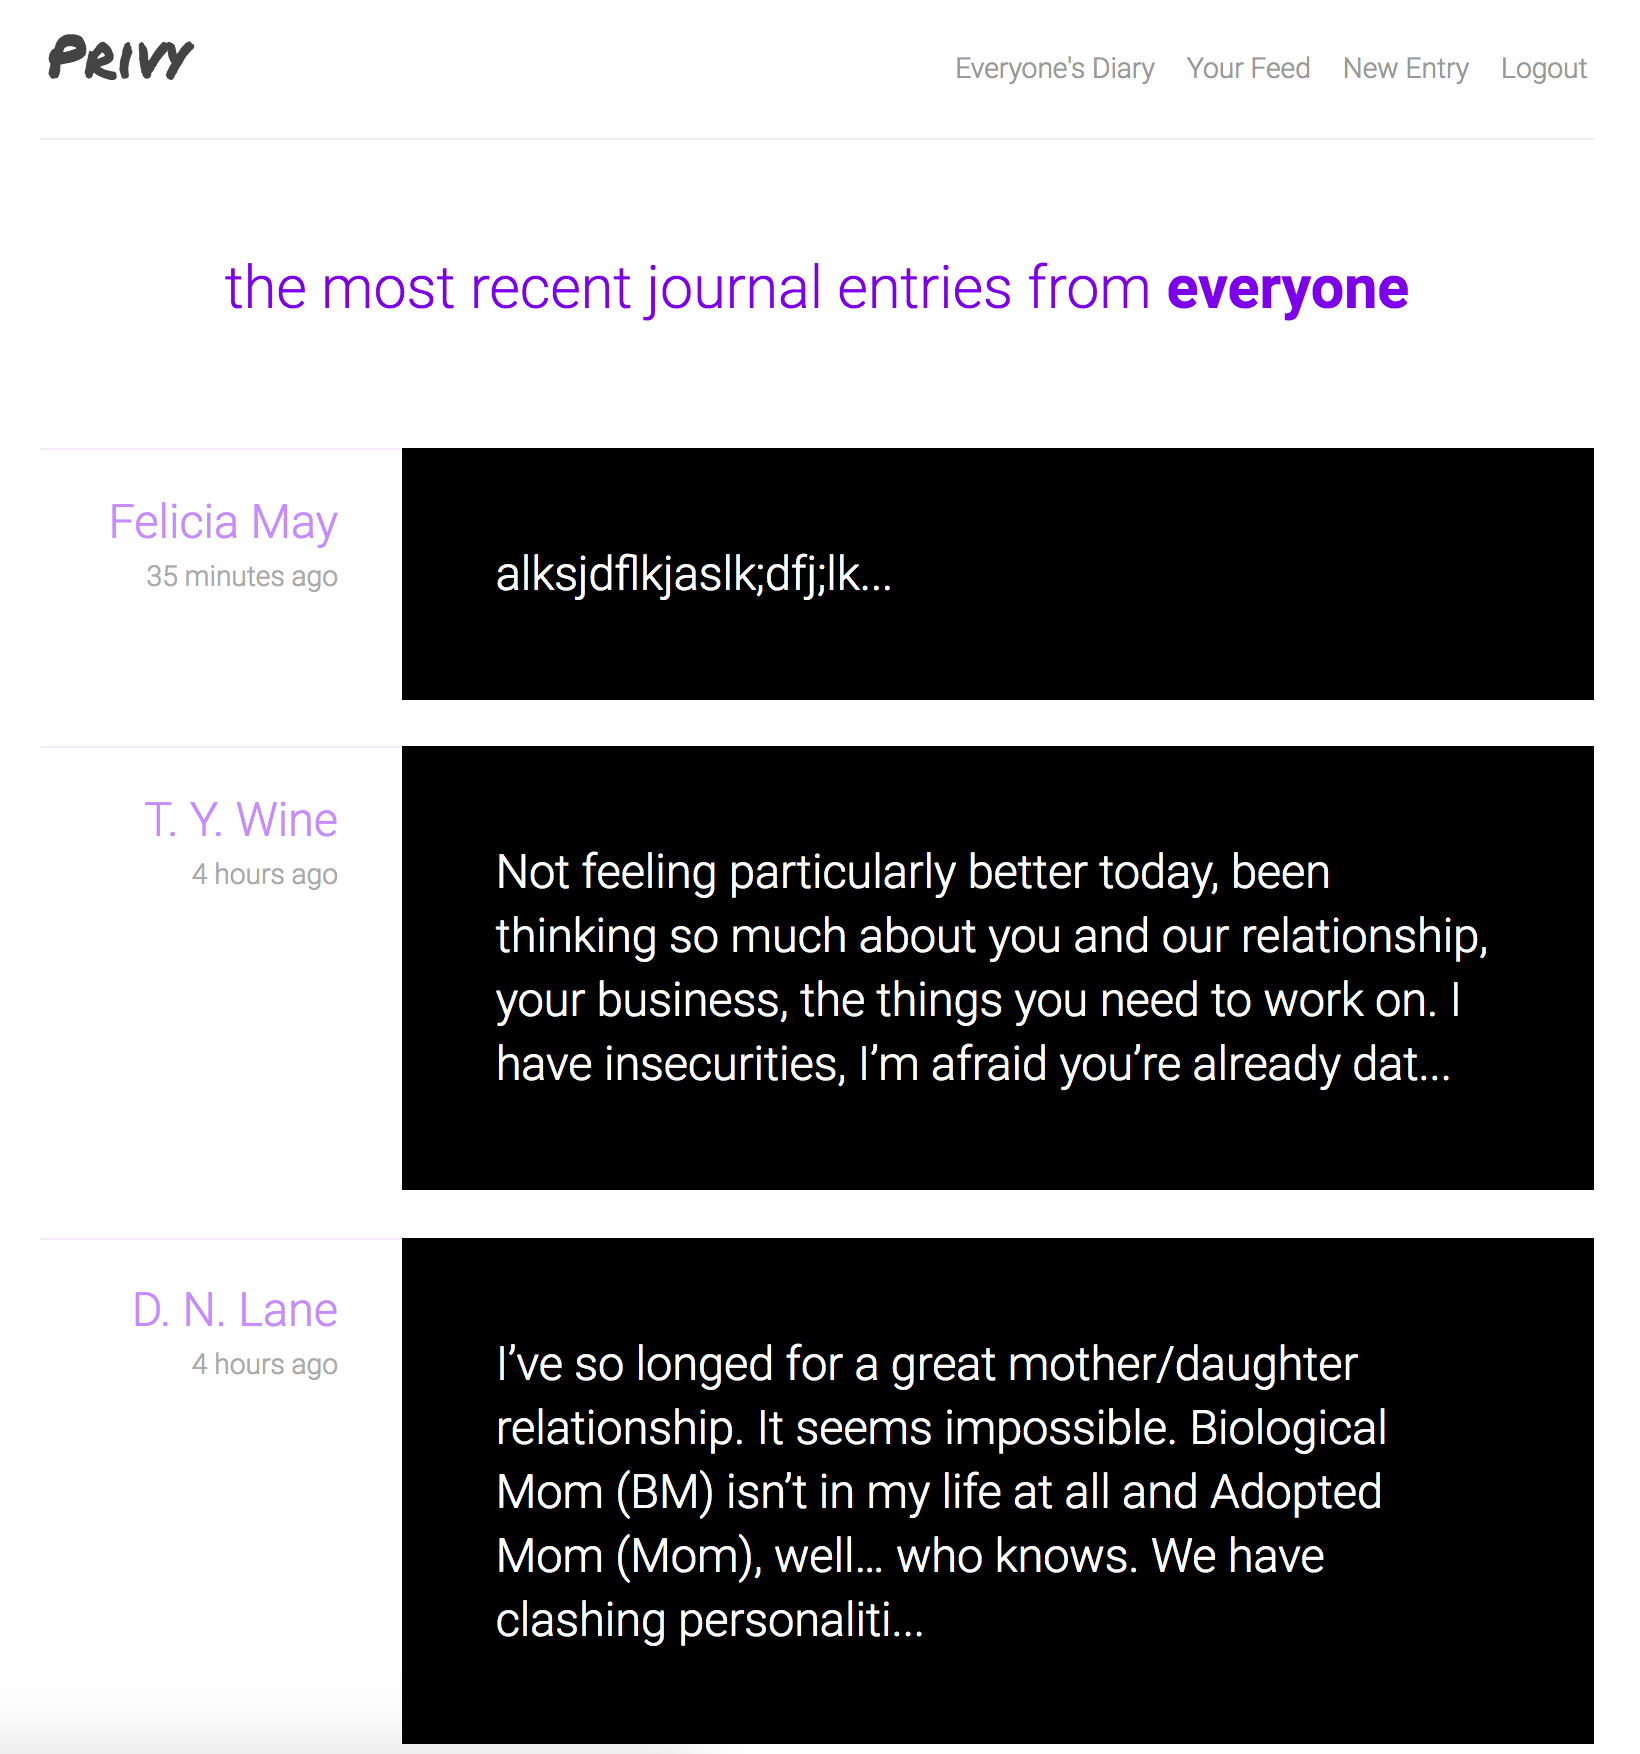 Privy
Everyone's Diary Your Feed New Entry Logout
the most recent journal entries from everyone
Felicia May
35 minutes ago
alksjdflkjaslk;dfj;lk...
T. Y. Wine
4 hours ago
Not feeling particularly better today, been
thinking so much about you and our relationship,
your business, the things you need to work on. I
have insecurities, I’m afraid you’re already dat...
D. N. Lane
4 hours ago
I’ve so longed for a great mother/daughter
relationship. It seems impossible. Biological
Mom (BM) isn’t in my life at all and Adopted
Mom (Mom), well… who knows. We have
clashing personaliti...